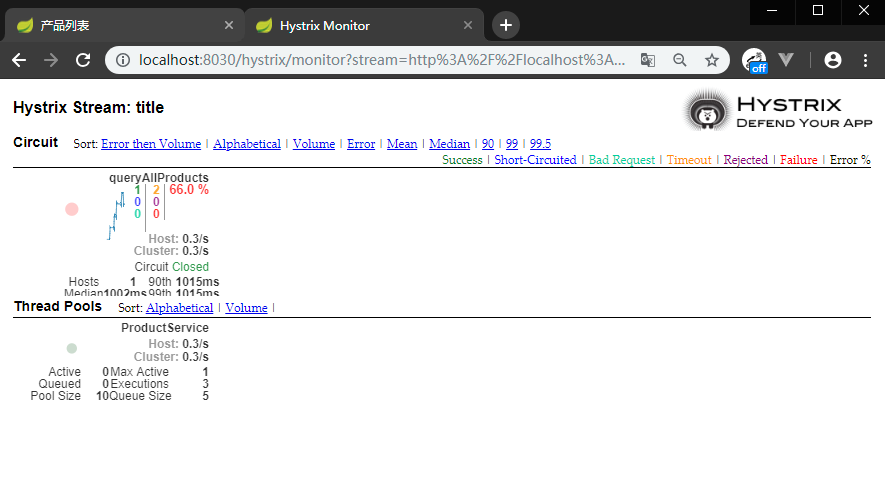 产品列表
Hystrix Monitor
localhost:8030/hystrix/monitor?stream=http%3A%2F%2Flocalhost%3A...
off
Hystrix Stream: title
HYSTRIX
DEFEND YOUR APP
Circuit Sort: Error then Volume | Alphabetical | Volume | Error | Mean | Median | 90 | 99 | 99.5
Success | Short-Circuited | Bad Request | Timeout | Rejected | Failure | Error %
queryAllProducts
1 2 66.0 %
0 0
0 0
Host: 0.3/s
Cluster: 0.3/s
Circuit Closed
Hosts 1 90th 1015ms
Median 1002ms 99th 1015ms
Thread Pools Sort: Alphabetical | Volume |
ProductService
Host: 0.3/s
Cluster: 0.3/s
Active 0 Max Active 1
Queued 0 Executions 3
Pool Size 10 Queue Size 5